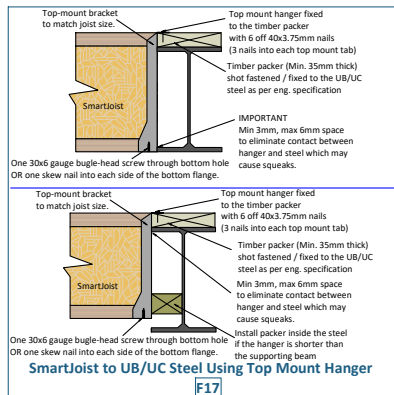 Top-mount bracket
to match joist size.
Top mount hanger fixed
to the timber packer
with 6 off 40x3.75mm nails
(3 nails into each top mount tab)
Timber packer (Min. 35mm thick)
shot fastened / fixed to the UB/UC
steel as per eng. specification
SmartJoist
IMPORTANT
Min 3mm, max 6mm space
to eliminate contact between
hanger and steel which may
cause squeaks.
One 30x6 gauge bugle-head screw through bottom hole
OR one skew nail into each side of the bottom flange.
Top-mount bracket
to match joist size.
Top mount hanger fixed
to the timber packer
with 6 off 40x3.75mm nails
(3 nails into each top mount tab)
Timber packer (Min. 35mm thick)
shot fastened / fixed to the UB/UC
steel as per eng. specification
SmartJoist
Min 3mm, max 6mm space
to eliminate contact between
hanger and steel which may
cause squeaks.
Install packer inside the steel
if the hanger is shorter than
the supporting beam
One 30x6 gauge bugle-head screw through bottom hole
OR one skew nail into each side of the bottom flange.
SmartJoist to UB/UC Steel Using Top Mount Hanger
F17